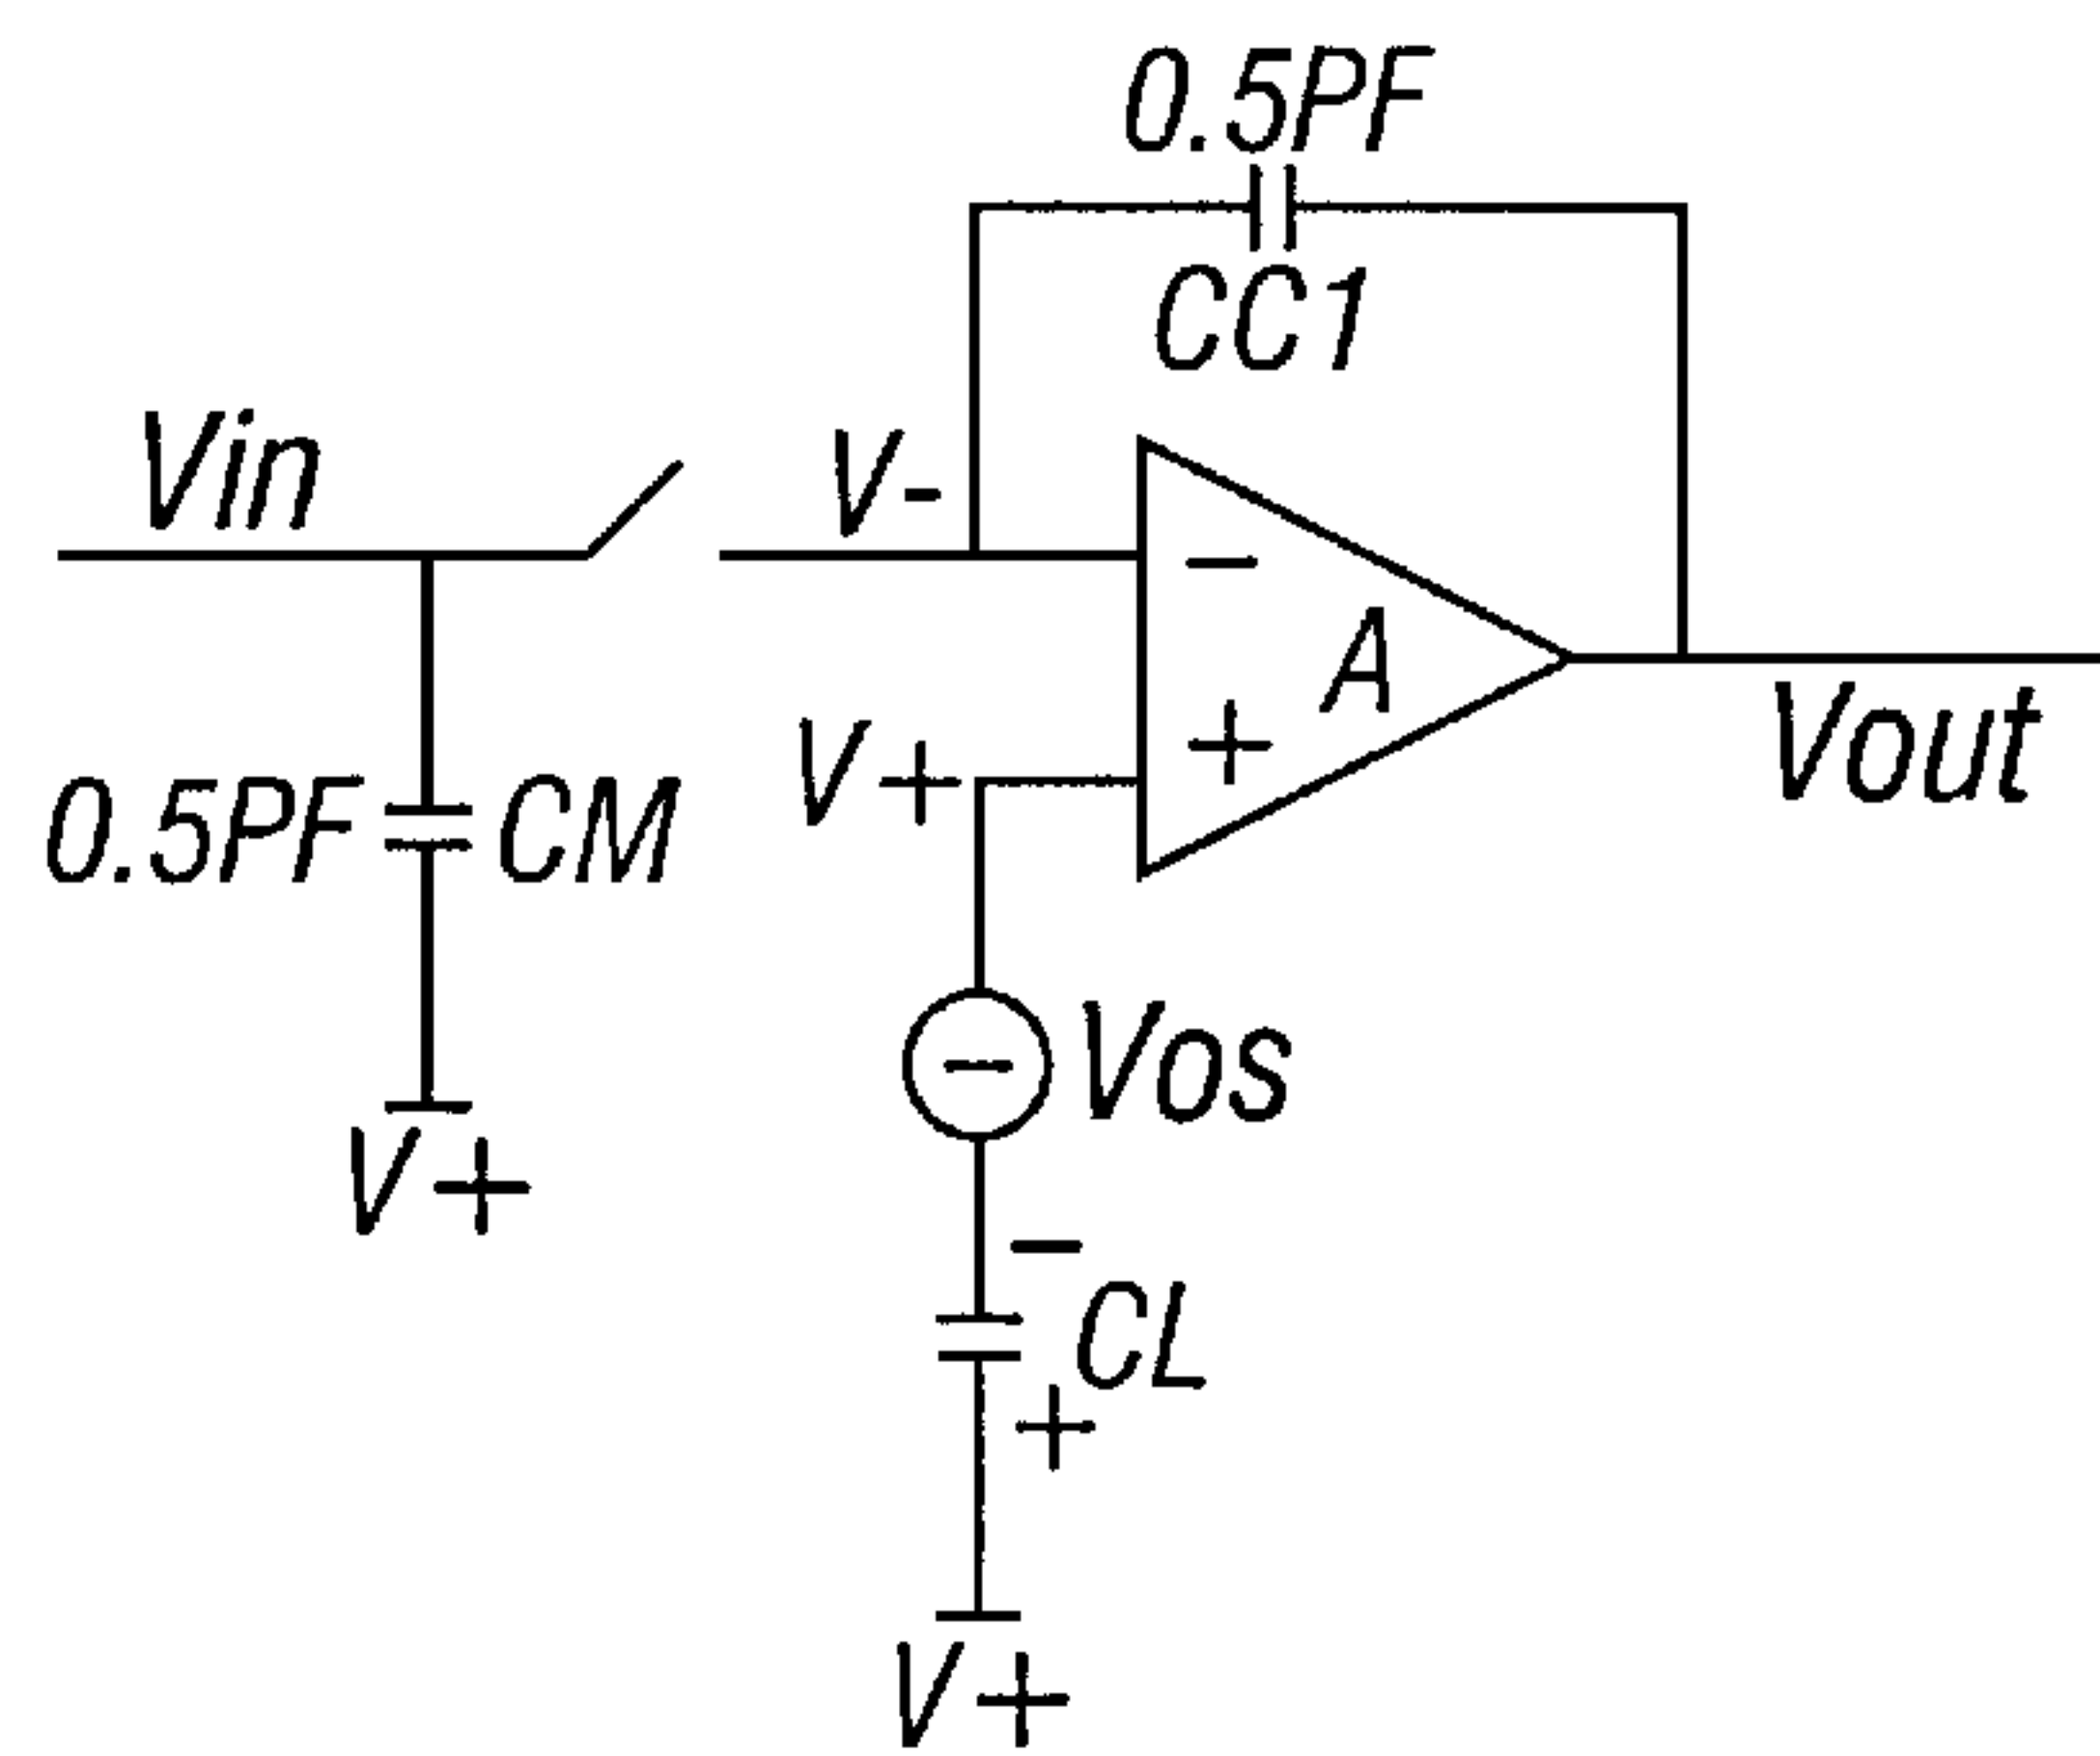 0.5PF
CC1
Vin
V-
-
A
V+
+
Vout
0.5PF
CM
-
Vos
V+
-
CL
+
V+